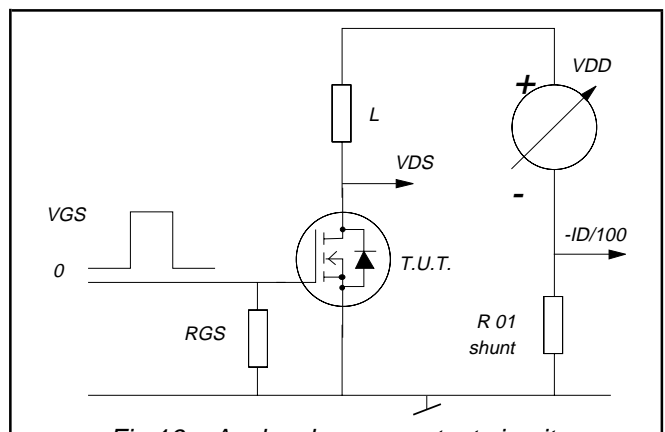 VDD
+
L
VDS
-
VGS
-ID/100
0
T.U.T.
RGS
R 01
shunt